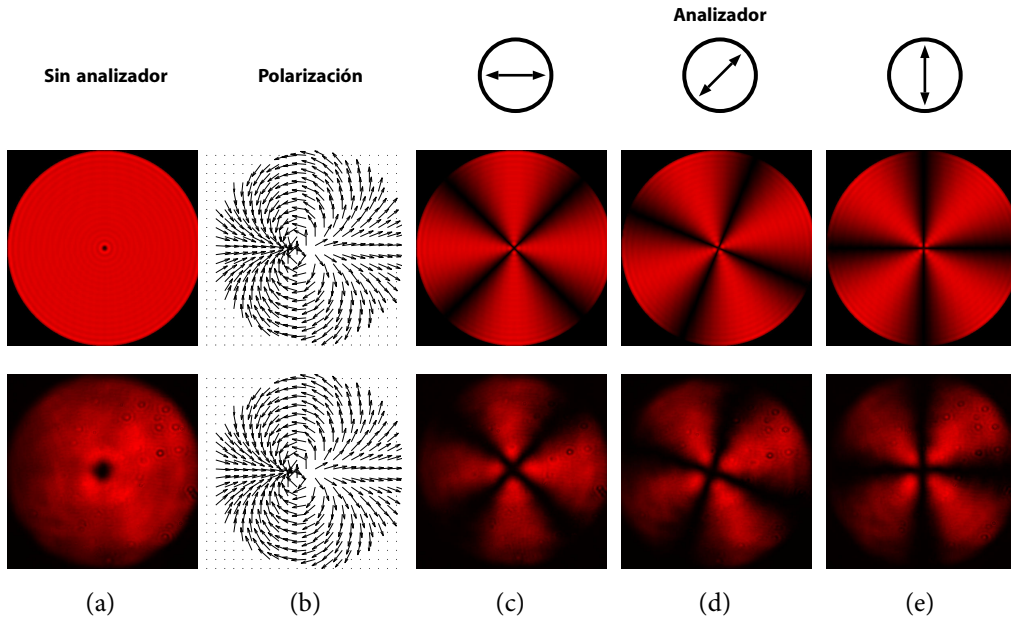 Analizador
Sin analizador
Polarización
(a)
(b)
(c)
(d)
(e)